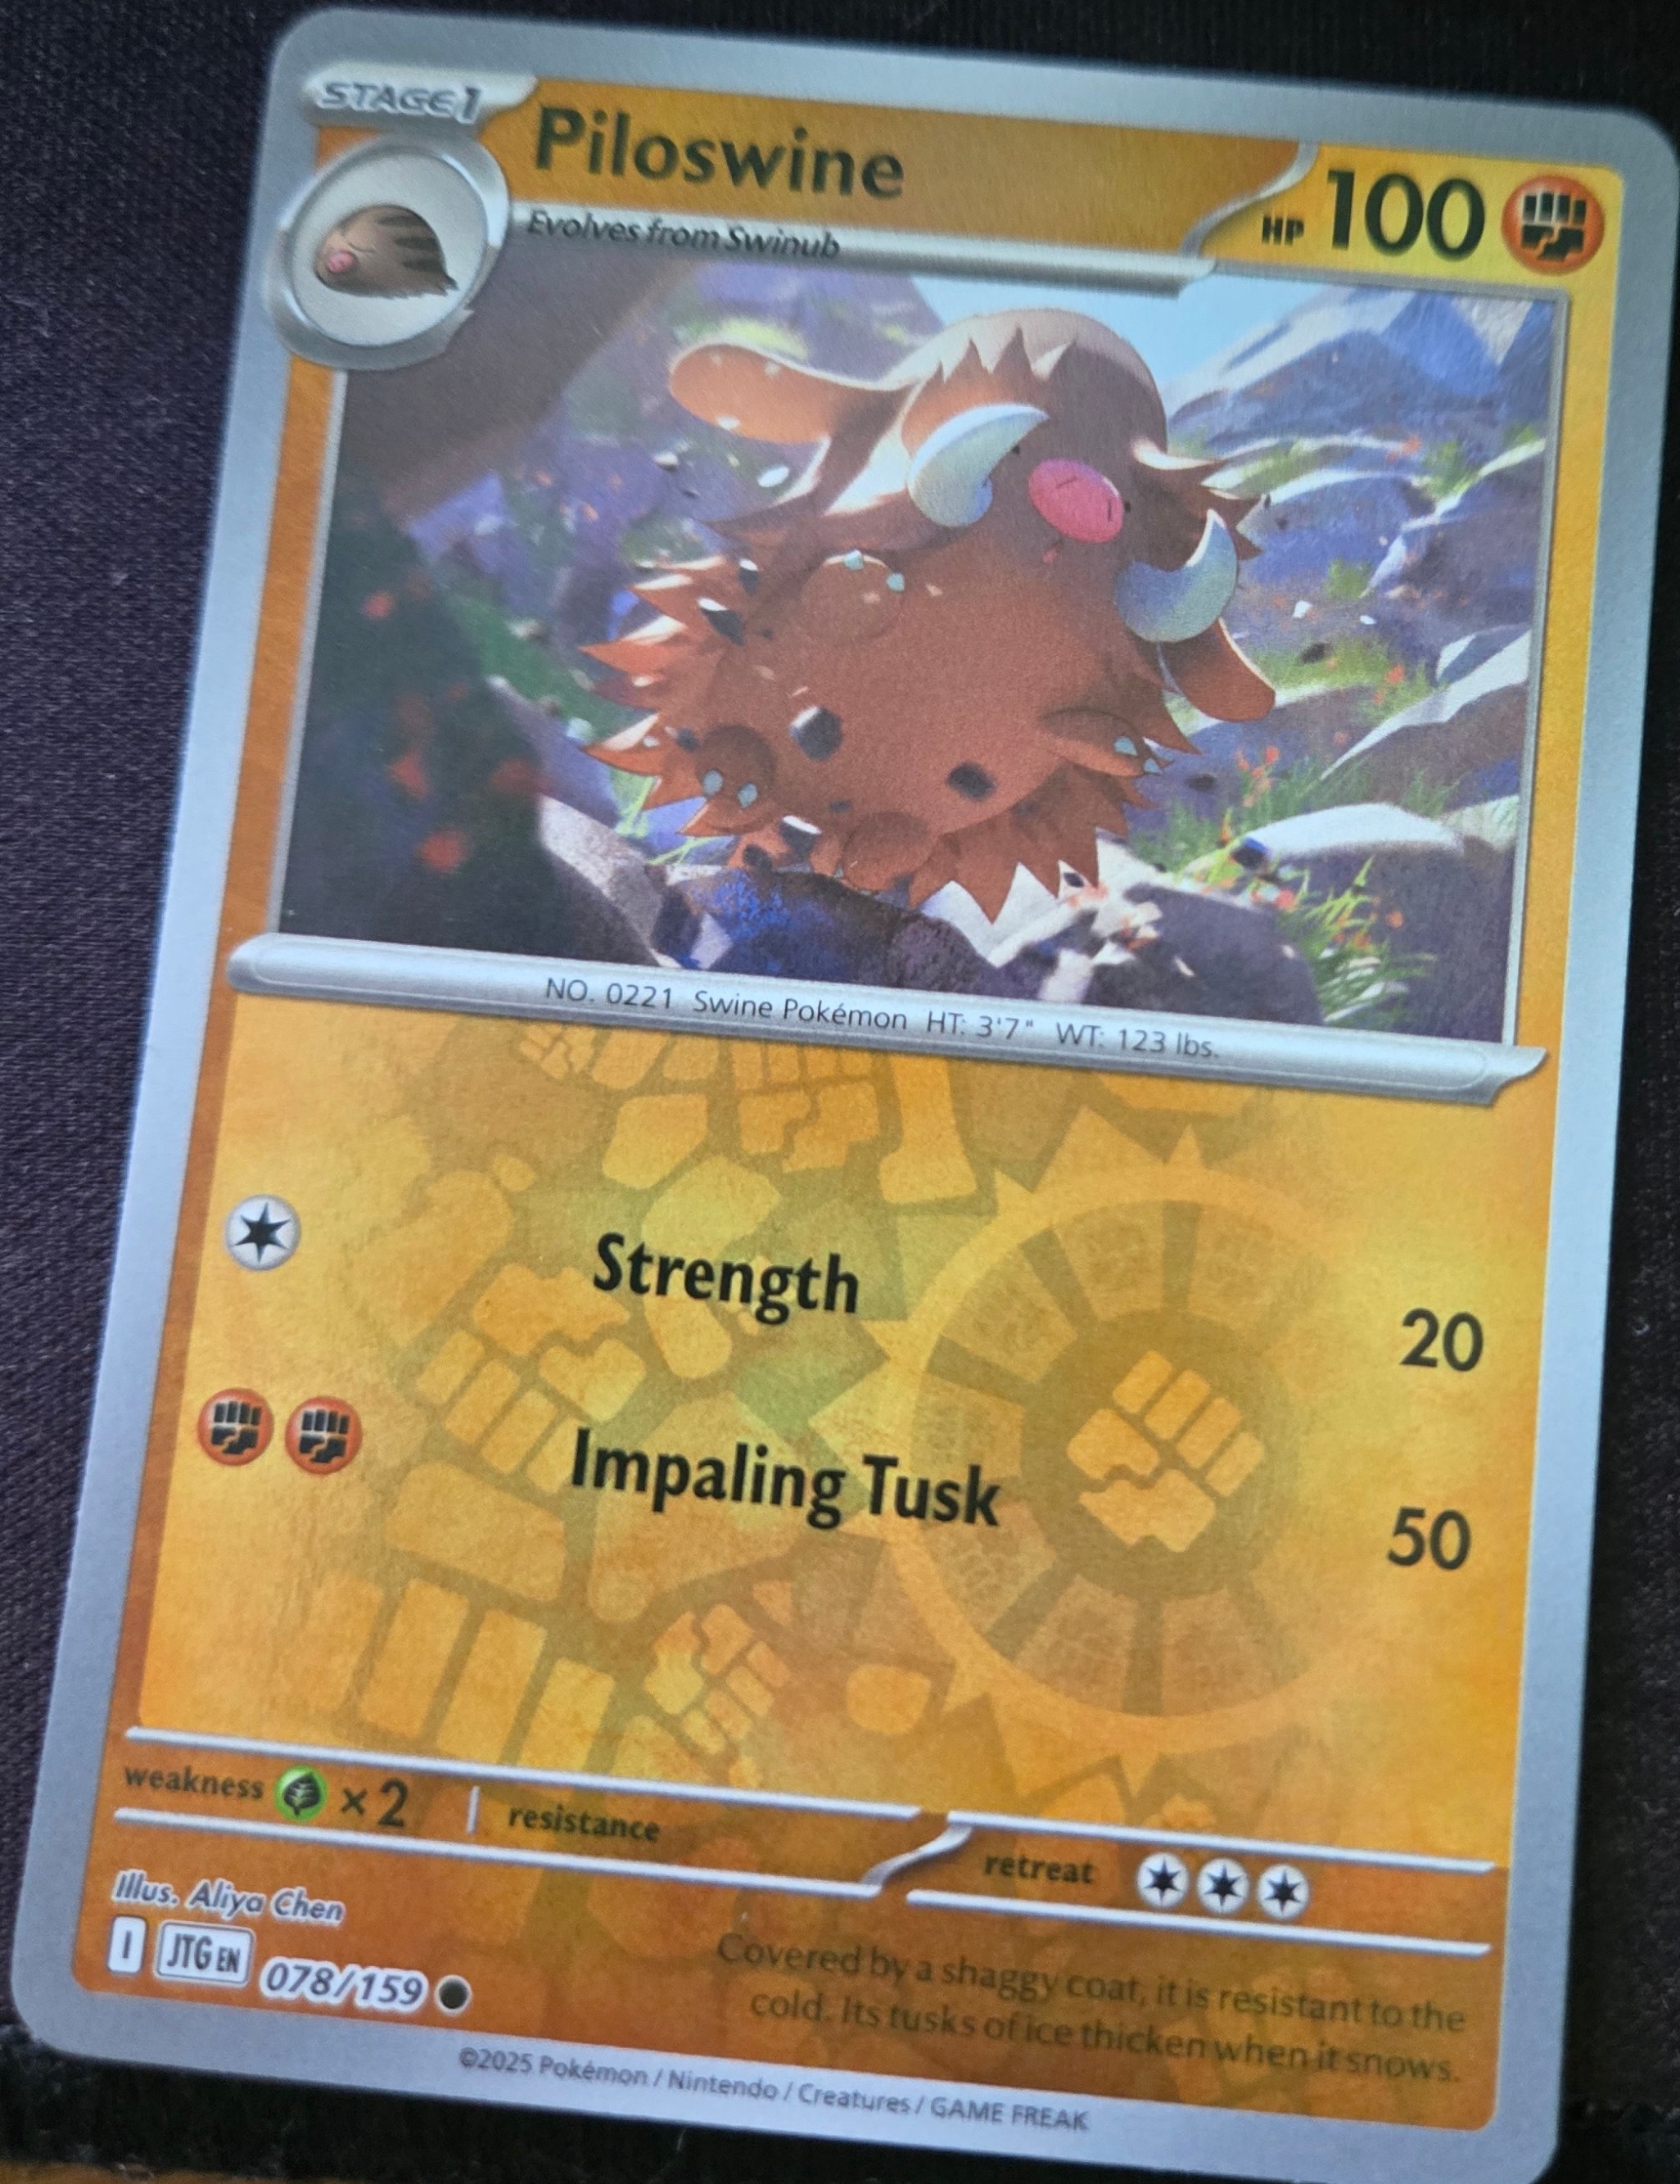 STAGE 1
Piloswine
HP 100
Evolves from Swinub
NO. 0221 Swine Pokémon HT: 3'7" WT: 123 lbs.
Strength 20
Impaling Tusk 50
weakness ×2 resistance
retreat
Illus. Aliya Chen
I JTG EN 078/159
Covered by a shaggy coat, it is resistant to the
cold. Its tusks of ice thicken when it snows.
©2025 Pokémon / Nintendo / Creatures / GAME FREAK